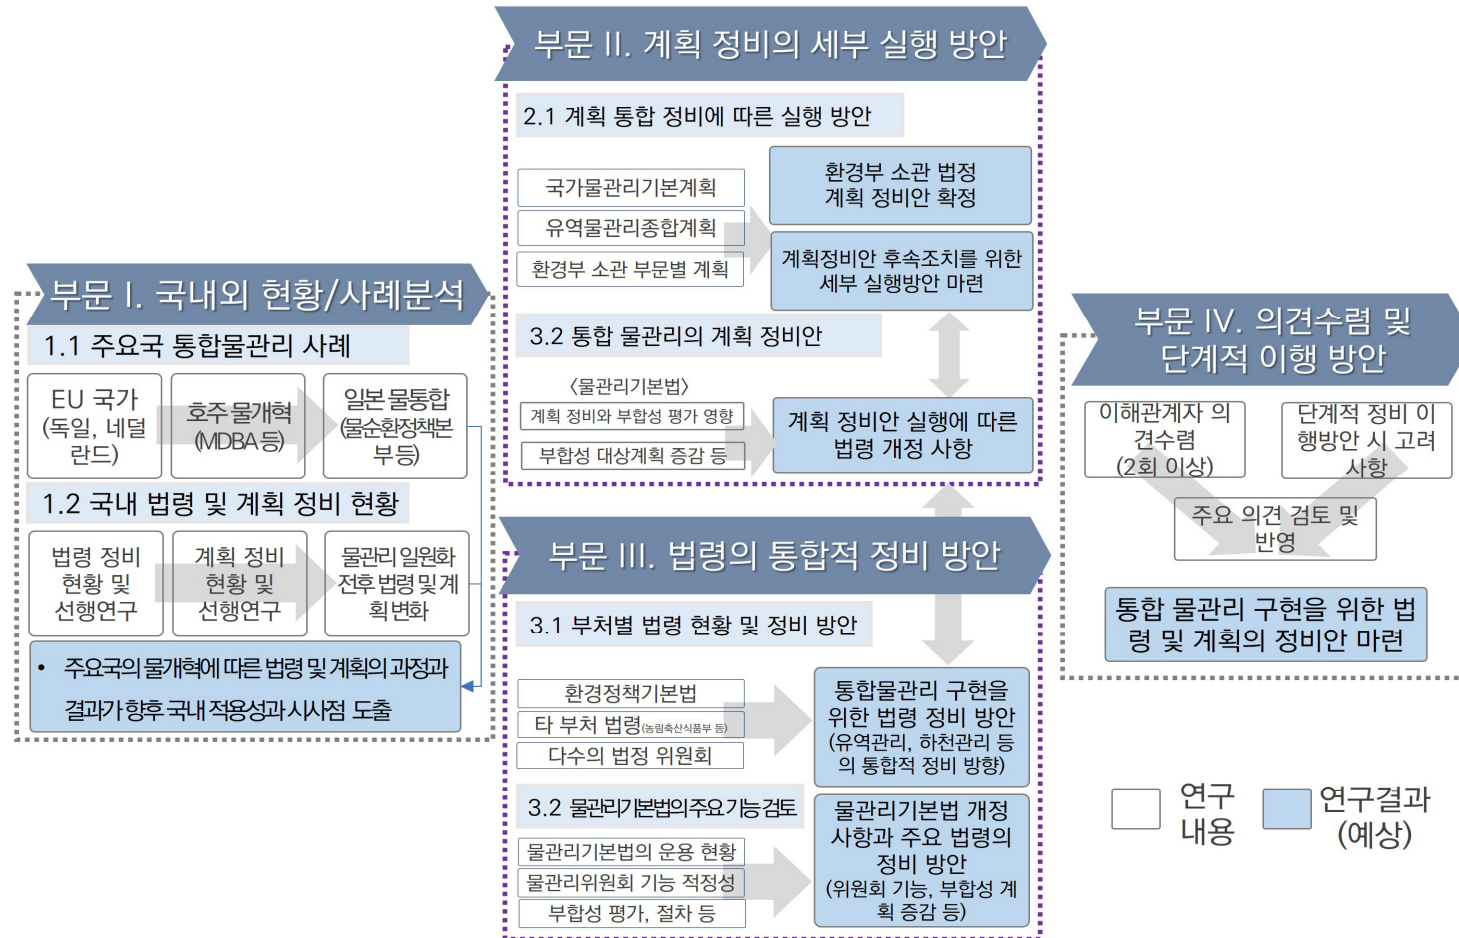 부문 I. 국내외 현황/사례분석
1.1 주요국 통합물관리 사례
EU 국가
(독일, 네덜
란드)
호주 물개혁
(MDBA 등)
일본 물통합
(물순환정책본
부 등)
1.2 국내 법령 및 계획 정비 현황
법령 정비
현황 및
선행연구
계획 정비
현황 및
선행연구
물관리 일원화
전후 법령 및 계
획 변화
• 주요국의 물개혁에 따른 법령 및 계획의 과정과
결과가 향후 국내 적용성과 시사점 도출
부문 II. 계획 정비의 세부 실행 방안
2.1 계획 통합 정비에 따른 실행 방안
국가물관리기본계획
유역물관리종합계획
환경부 소관 부문별 계획
환경부 소관 법정
계획 정비안 확정
계획정비안 후속조치를 위한
세부 실행방안 마련
3.2 통합 물관리의 계획 정비안
〈물관리기본법〉
계획 정비와 부합성 평가 영향
부합성 대상계획 증감 등
계획 정비안 실행에 따른
법령 개정 사항
부문 III. 법령의 통합적 정비 방안
3.1 부처별 법령 현황 및 정비 방안
환경정책기본법
타 부처 법령(농림축산식품부 등)
다수의 법정 위원회
통합물관리 구현을
위한 법령 정비 방안
(유역관리, 하천관리 등
의 통합적 정비 방향)
3.2 물관리기본법의 주요 기능 검토
물관리기본법의 운용 현황
물관리위원회 기능 적정성
부합성 평가, 절차 등
물관리기본법 개정
사항과 주요 법령의
정비 방안
(위원회 기능, 부합성 계
획 증감 등)
부문 IV. 의견수렴 및
단계적 이행 방안
이해관계자 의
견수렴
(2회 이상)
단계적 정비 이
행방안 시 고려
사항
주요 의견 검토 및
반영
통합 물관리 구현을 위한 법
령 및 계획의 정비안 마련
연구
내용
연구결과
(예상)